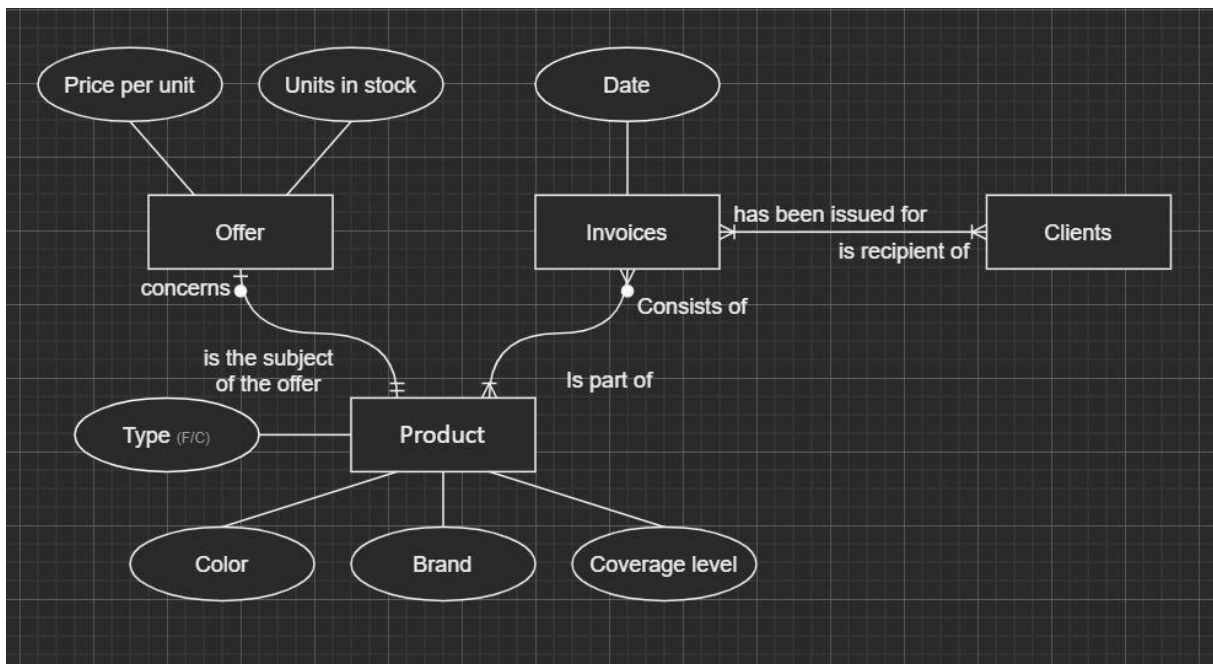 Price per unit
Units in stock
Date
Offer
Invoices
has been issued for
is recipient of
Clients
concerns
Consists of
is the subject
of the offer
Is part of
Type (F/C)
Product
Color
Brand
Coverage level